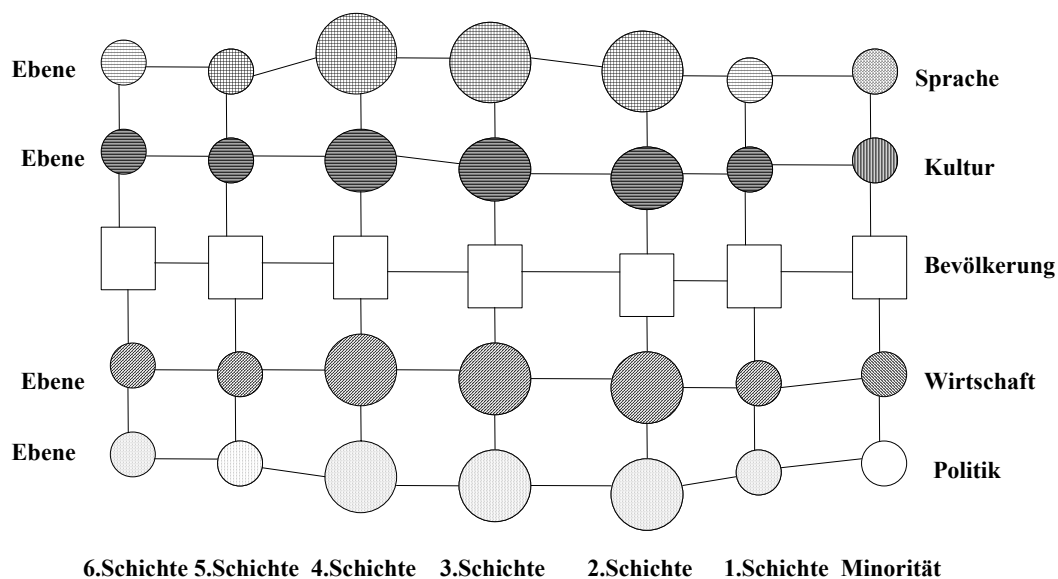 Ebene Sprache
Ebene Kultur
Bevölkerung
Ebene Wirtschaft
Ebene Politik
6.Schichte 5.Schichte 4.Schichte 3.Schichte 2.Schichte 1.Schichte Minorität